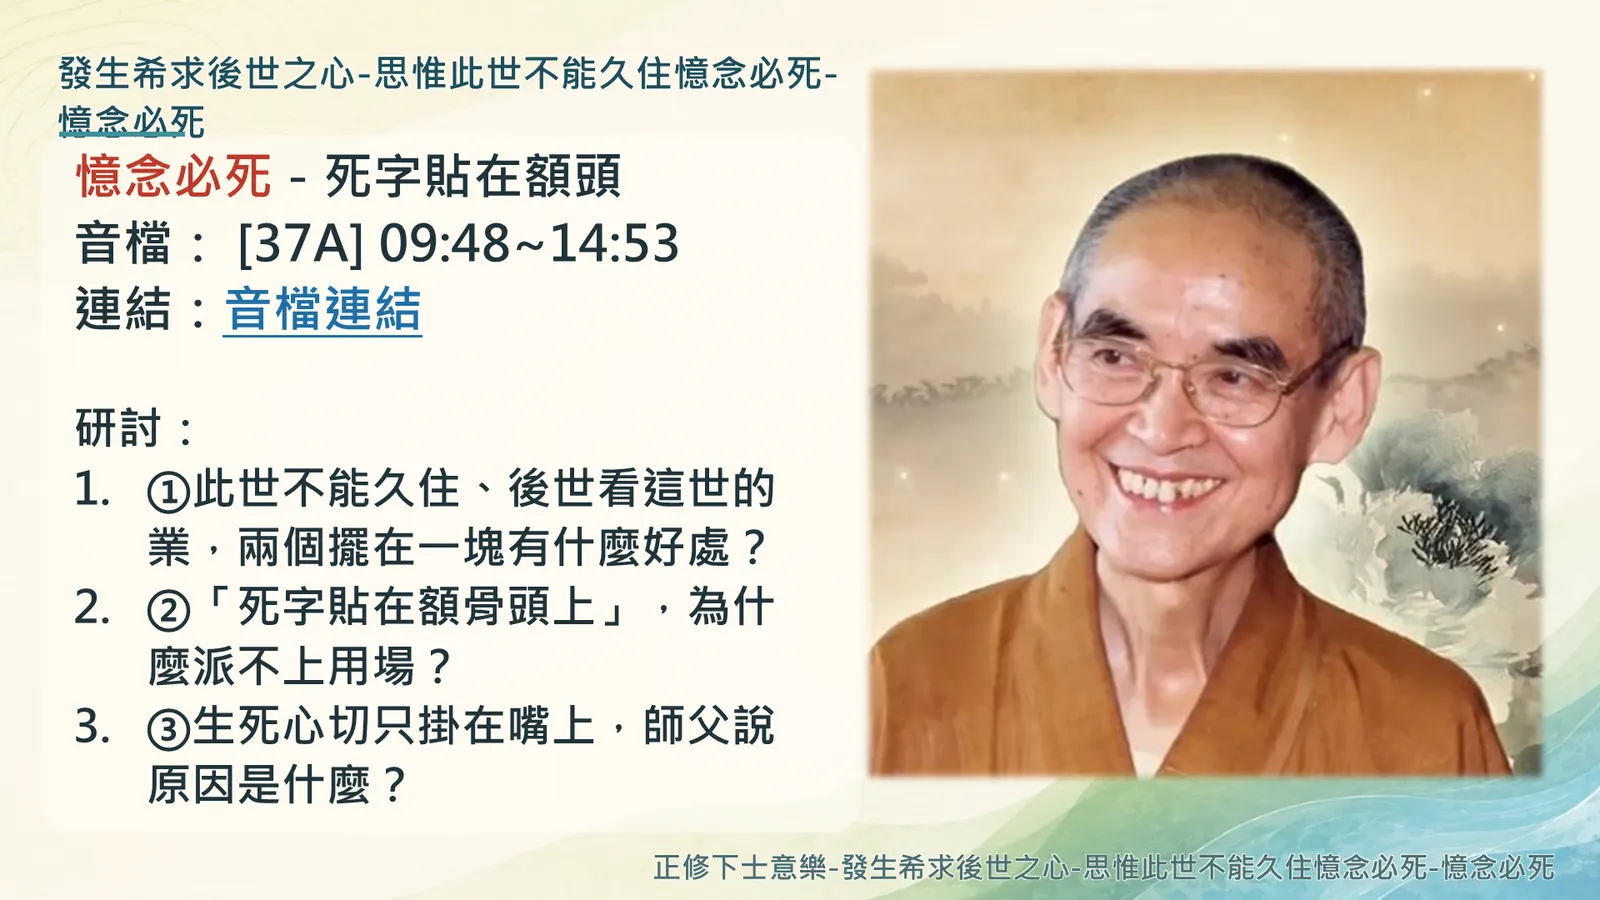 發生希求後世之心-思惟此世不能久住憶念必死-
憶念必死
憶念必死 - 死字貼在額頭
音檔： [37A] 09:48~14:53
連結：音檔連結
研討：
1. ①此世不能久住、後世看這世的
業，兩個擺在一塊有什麼好處？
2. ②「死字貼在額骨頭上」，為什
麼派不上用場？
3. ③生死心切只掛在嘴上，師父說
原因是什麼？
正修下士意樂-發生希求後世之心-思惟此世不能久住憶念必死-憶念必死